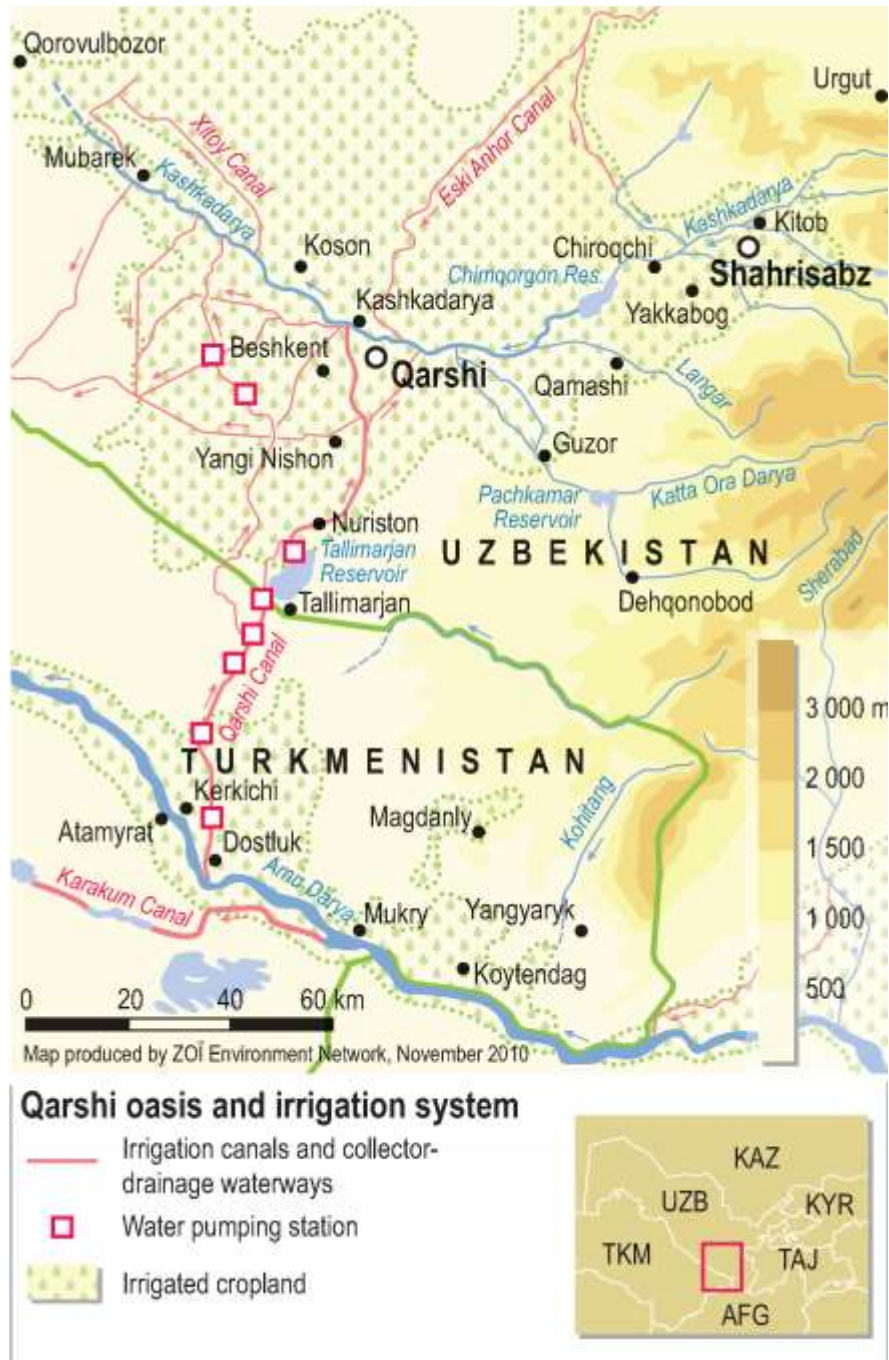 Qorovulbozor
Urgut
Xitoy Canal
Eski Anhor Canal
Mubarek
Kashkadarya
Kashkadarya
Kitob
Koson
Chiroqchi
Shahrisabz
Chimqorgon Res.
Kashkadarya
Yakkabog
Beshkent
Qarshi
Qamashi
Langar
Yangi Nishon
Guzor
Pachkamar
Reservoir
Katta Ora Darya
Nuriston
Tallimarjan
Reservoir
UZBEKISTAN
Sherabad
Tallimarjan
Dehqonobod
Qarshi Canal
3 000 m
TURKMENISTAN
2 000
Kerkichi
Magdanly
Kohitang
Atamyrat
1 500
Dostluk
Karakum Canal
Amu Darya
1 000
Mukry
Yangyaryk
Koytendag
500
0 20 40 60 km
Map produced by ZOÏ Environment Network, November 2010
Qarshi oasis and irrigation system
Irrigation canals and collector-
drainage waterways
Water pumping station
Irrigated cropland
KAZ
UZB
KYR
TKM
TAJ
AFG